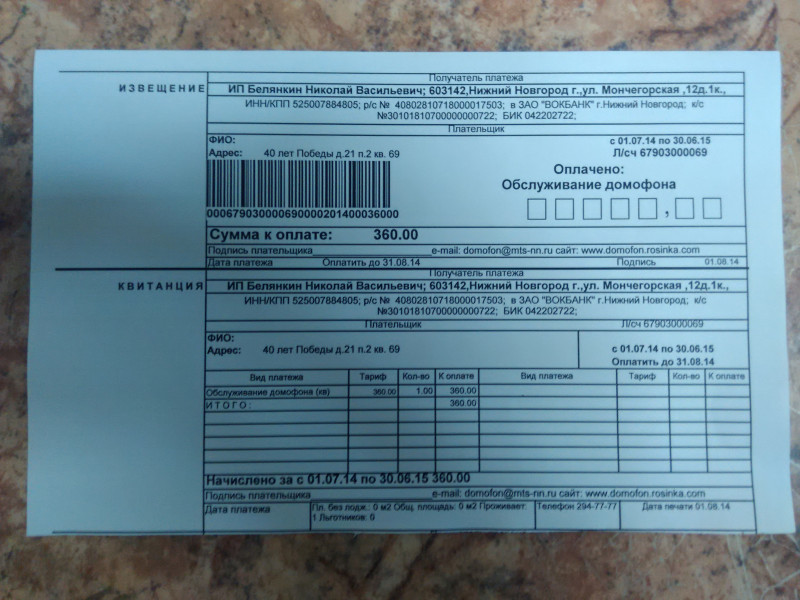 Получатель платежа
ИЗВЕЩЕНИЕ
ИП Белянкин Николай Васильевич; 603142,Нижний Новгород г.,ул. Мончегорская ,12д.1к.,
ИНН/КПП 525007884805; р/с № 40802810718000017503; в ЗАО "ВОКБАНК" г.Нижний Новгород; к/с
№30101810700000000722; БИК 042202722;
Плательщик
ФИО:
с 01.07.14 по 30.06.15
Адрес: 40 лет Победы д.21 п.2 кв. 69
Л/сч 67903000069
Оплачено:
Обслуживание домофона
,
000679030000690000201400036000
Сумма к оплате: 360.00
Подпись плательщика e-mail: domofon@mts-nn.ru сайт: www.domofon.rosinka.com
Дата платежа Оплатить до 31.08.14 Подпись 01.08.14
Получатель платежа
КВИТАНЦИЯ
ИП Белянкин Николай Васильевич; 603142,Нижний Новгород г.,ул. Мончегорская ,12д.1к.,
ИНН/КПП 525007884805; р/с № 40802810718000017503; в ЗАО "ВОКБАНК" г.Нижний Новгород; к/с
№30101810700000000722; БИК 042202722;
Плательщик Л/сч 67903000069
ФИО:
Адрес: 40 лет Победы д.21 п.2 кв. 69
с 01.07.14 по 30.06.15
Оплатить до 31.08.14
Вид платежа Тариф Кол-во К оплате Вид платежа Тариф Кол-во К оплате
Обслуживание домофона (кв) 360.00 1.00 360.00
ИТОГО: 360.00
Начислено за с 01.07.14 по 30.06.15 360.00
Подпись плательщика e-mail: domofon@mts-nn.ru сайт: www.domofon.rosinka.com
Дата платежа Пл. без лодж.: 0 м2 Общ. площадь: 0 м2 Проживает: Телефон 294-77-77 Дата печати 01.08.14
1 Льготников: 0